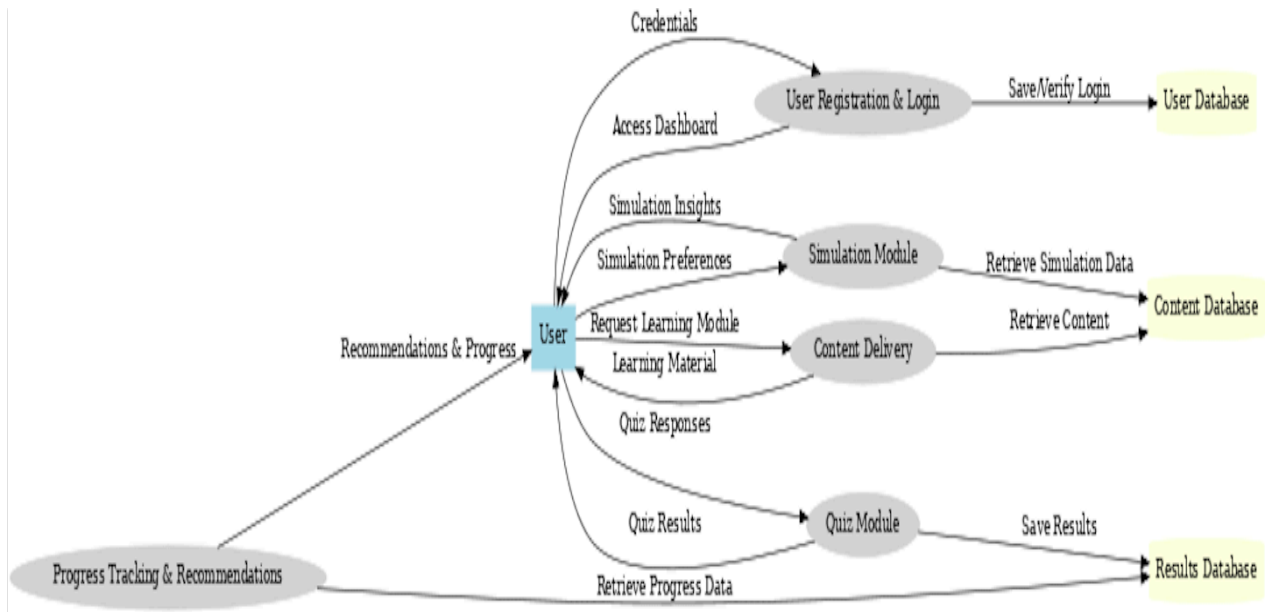 Credentials
User Registration & Login
Save/Verify Login
User Database
Access Dashboard
Simulation Insights
Simulation Module
Simulation Preferences
Retrieve Simulation Data
Content Database
User
Request Learning Module
Retrieve Content
Recommendations & Progress
Content Delivery
Learning Material
Quiz Responses
Quiz Results
Quiz Module
Save Results
Progress Tracking & Recommendations
Retrieve Progress Data
Results Database